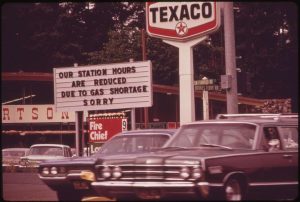 TEXACO
OUR STATION HOURS
ARE REDUCED
DUE TO GAS SHORTAGE
SORRY
Fire
Chief